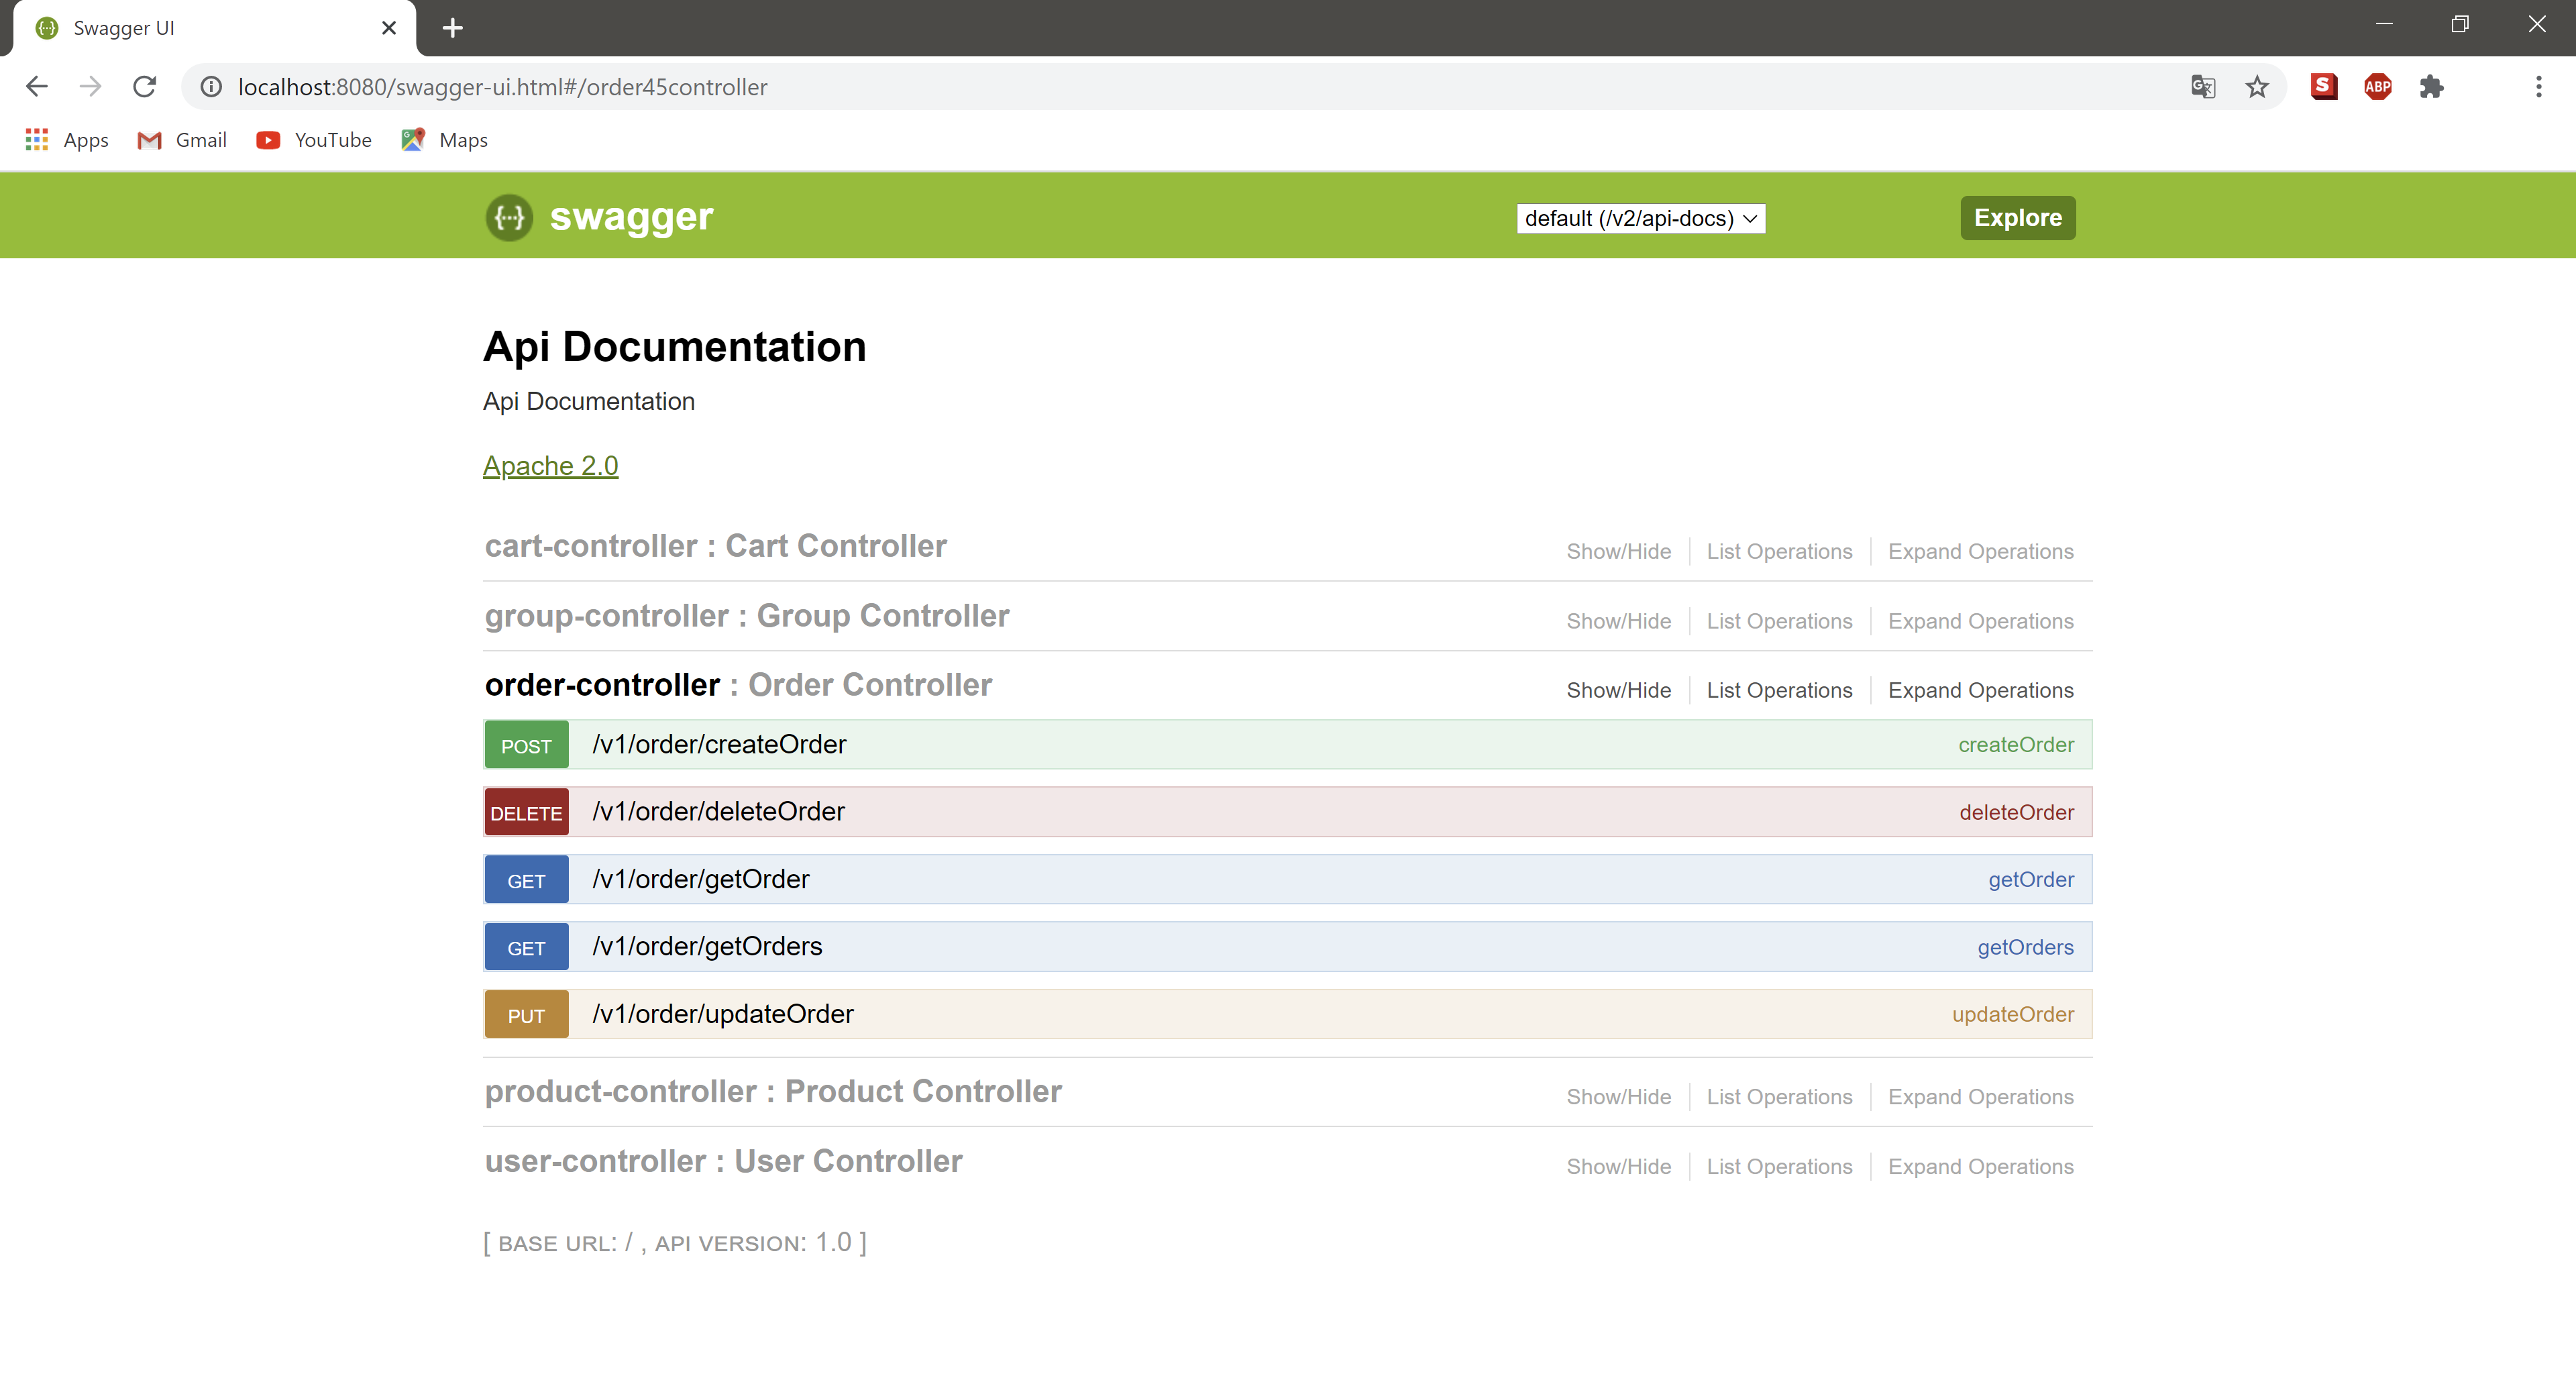 Swagger UI
localhost:8080/swagger-ui.html#/order45controller
S ABP
Apps Gmail YouTube Maps
{···} swagger default (/v2/api-docs) Explore
Api Documentation
Api Documentation
Apache 2.0
cart-controller : Cart Controller Show/Hide List Operations Expand Operations
group-controller : Group Controller Show/Hide List Operations Expand Operations
order-controller : Order Controller Show/Hide List Operations Expand Operations
POST /v1/order/createOrder createOrder
DELETE /v1/order/deleteOrder deleteOrder
GET /v1/order/getOrder getOrder
GET /v1/order/getOrders getOrders
PUT /v1/order/updateOrder updateOrder
product-controller : Product Controller Show/Hide List Operations Expand Operations
user-controller : User Controller Show/Hide List Operations Expand Operations
[ BASE URL: / , API VERSION: 1.0 ]